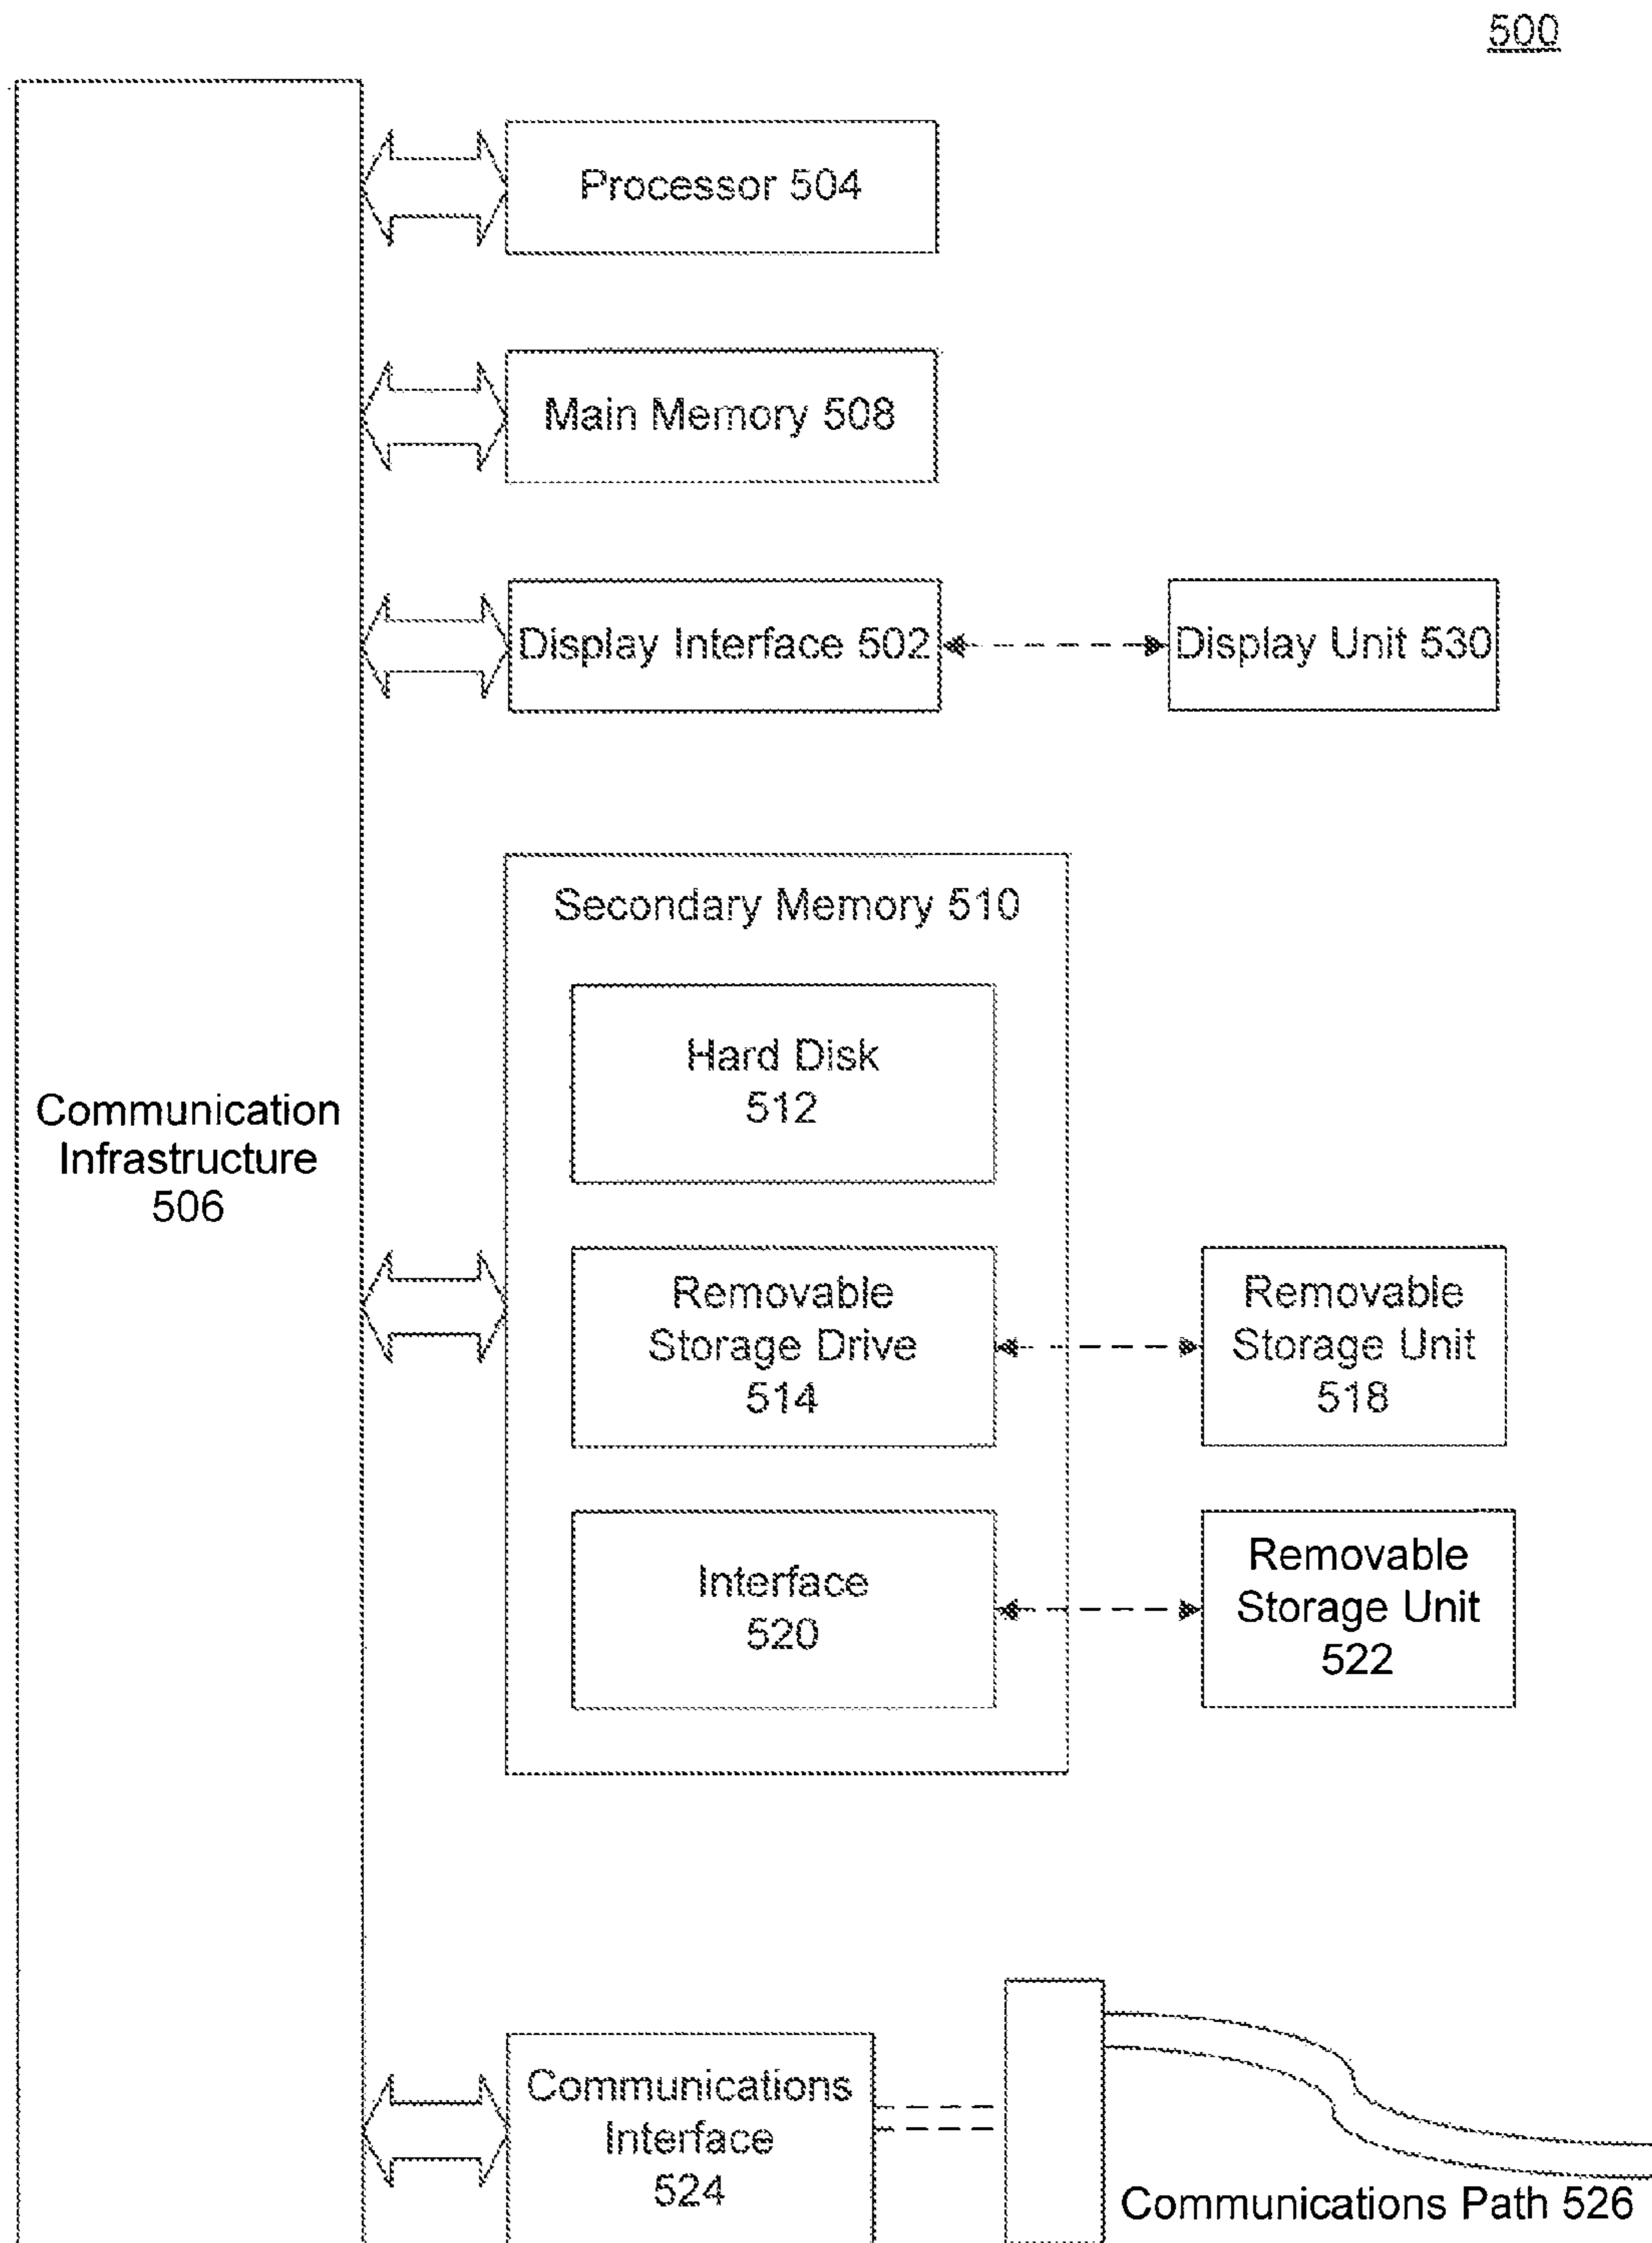 500
Processor 504
Main Memory 508
Display Interface 502
Display Unit 530
Secondary Memory 510
Hard Disk
512
Communication
Infrastructure
506
Removable
Storage Drive
514
Removable
Storage Unit
518
Interface
520
Removable
Storage Unit
522
Communications
Interface
524
Communications Path 526